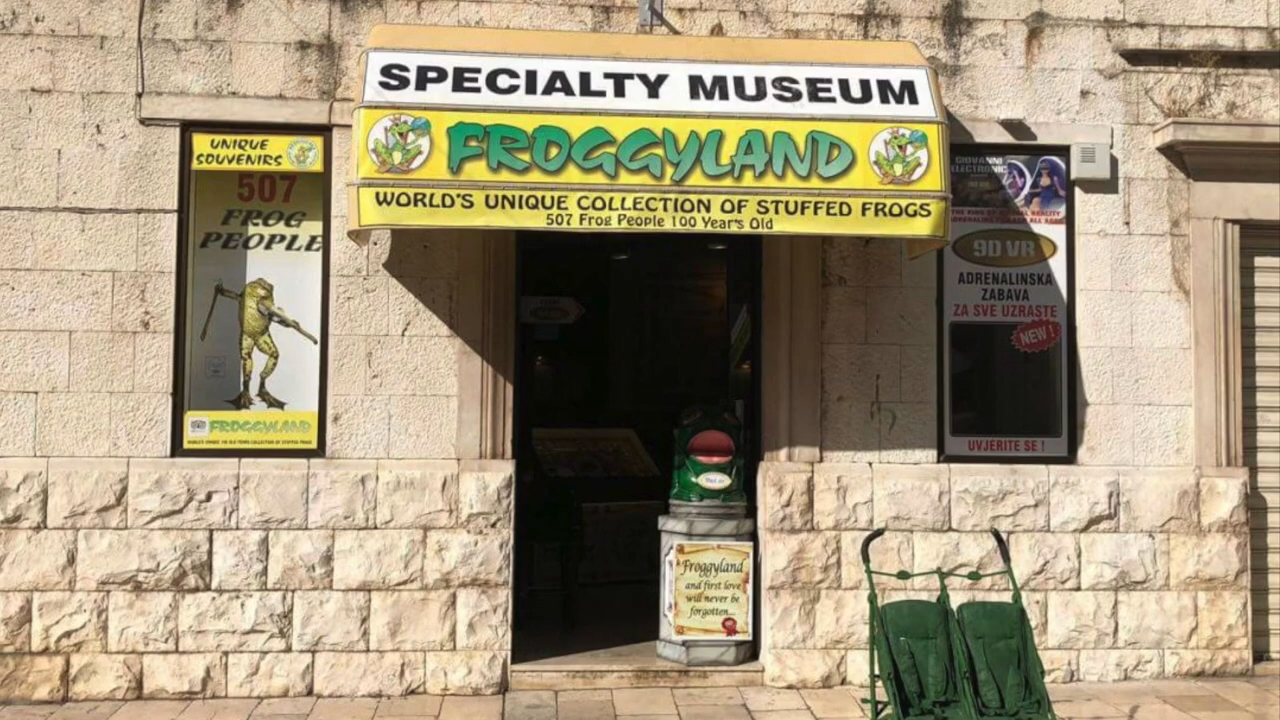 SPECIALTY MUSEUM
FROGGYLAND
WORLD'S UNIQUE COLLECTION OF STUFFED FROGS
507 Frog People 100 Year's Old
UNIQUE
SOUVENIRS
507
FROG
PEOPLE
FROGGYLAND
GIOVANNI
ELECTRONIC
9D VR
ADRENALINSKA
ZABAVA
ZA SVE UZRASTE
NEW !
UVJERITE SE !
Froggyland
and first love
will never be
forgotten...